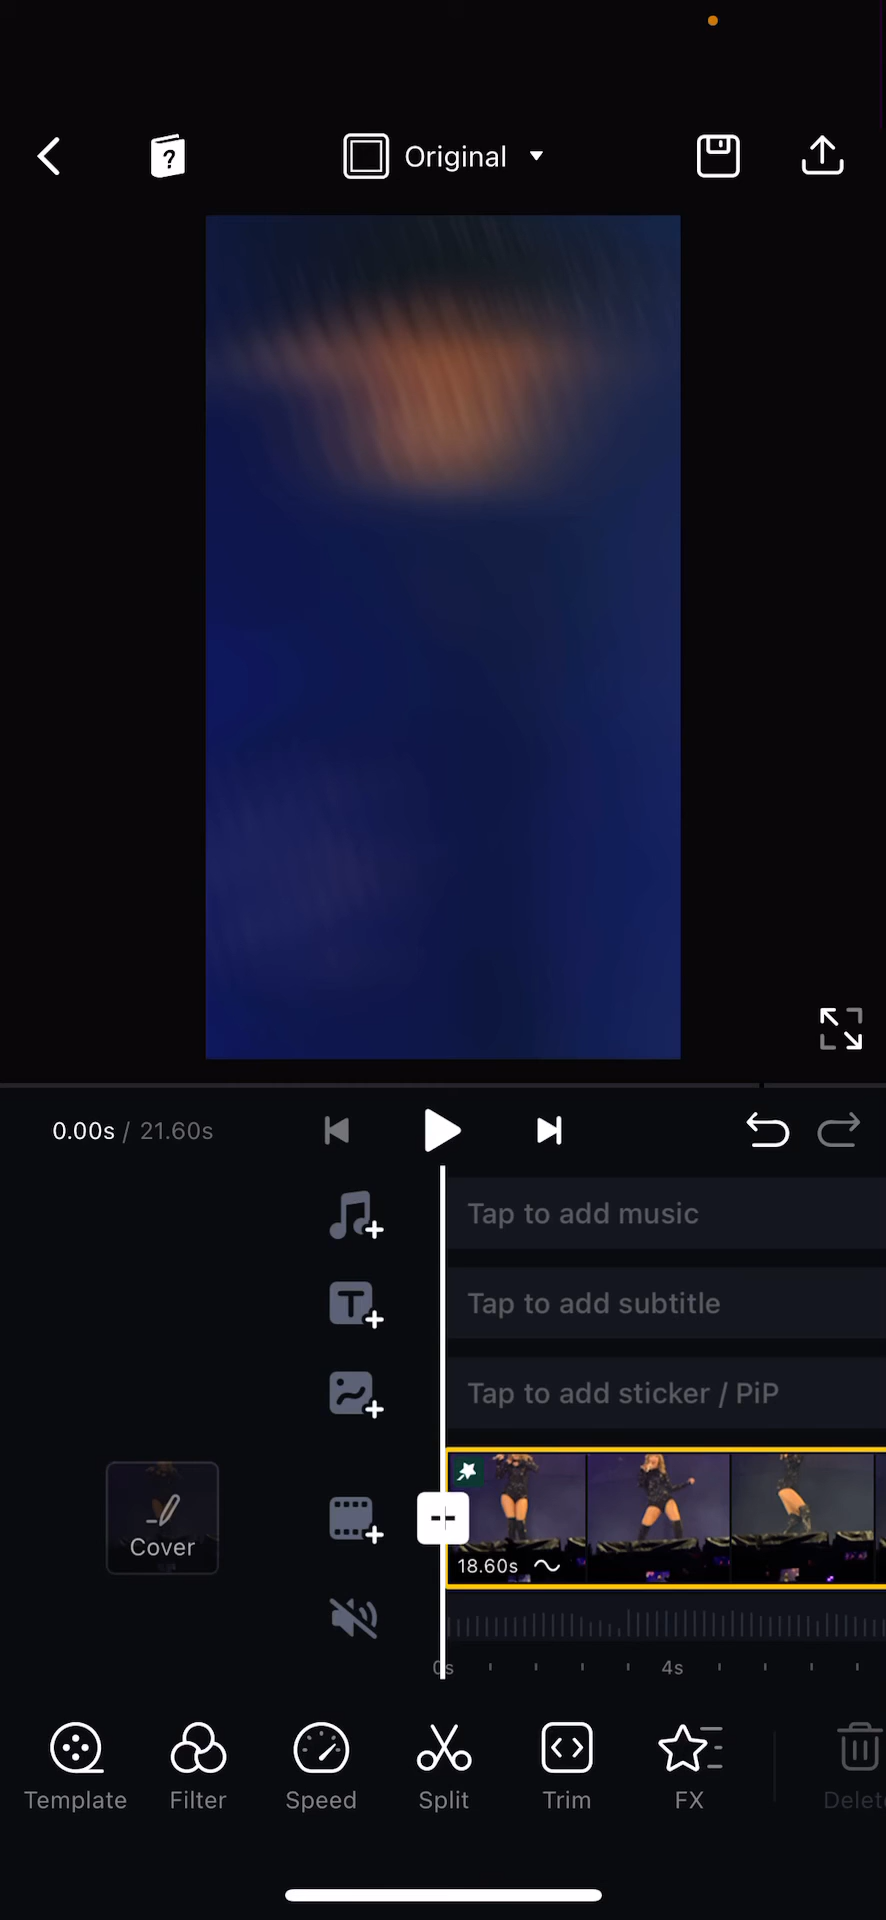 ?
Original
0.00s / 21.60s
Tap to add music
Tap to add subtitle
Tap to add sticker / PiP
Cover
18.60s
0s 4s
Template Filter Speed Split Trim FX Delet